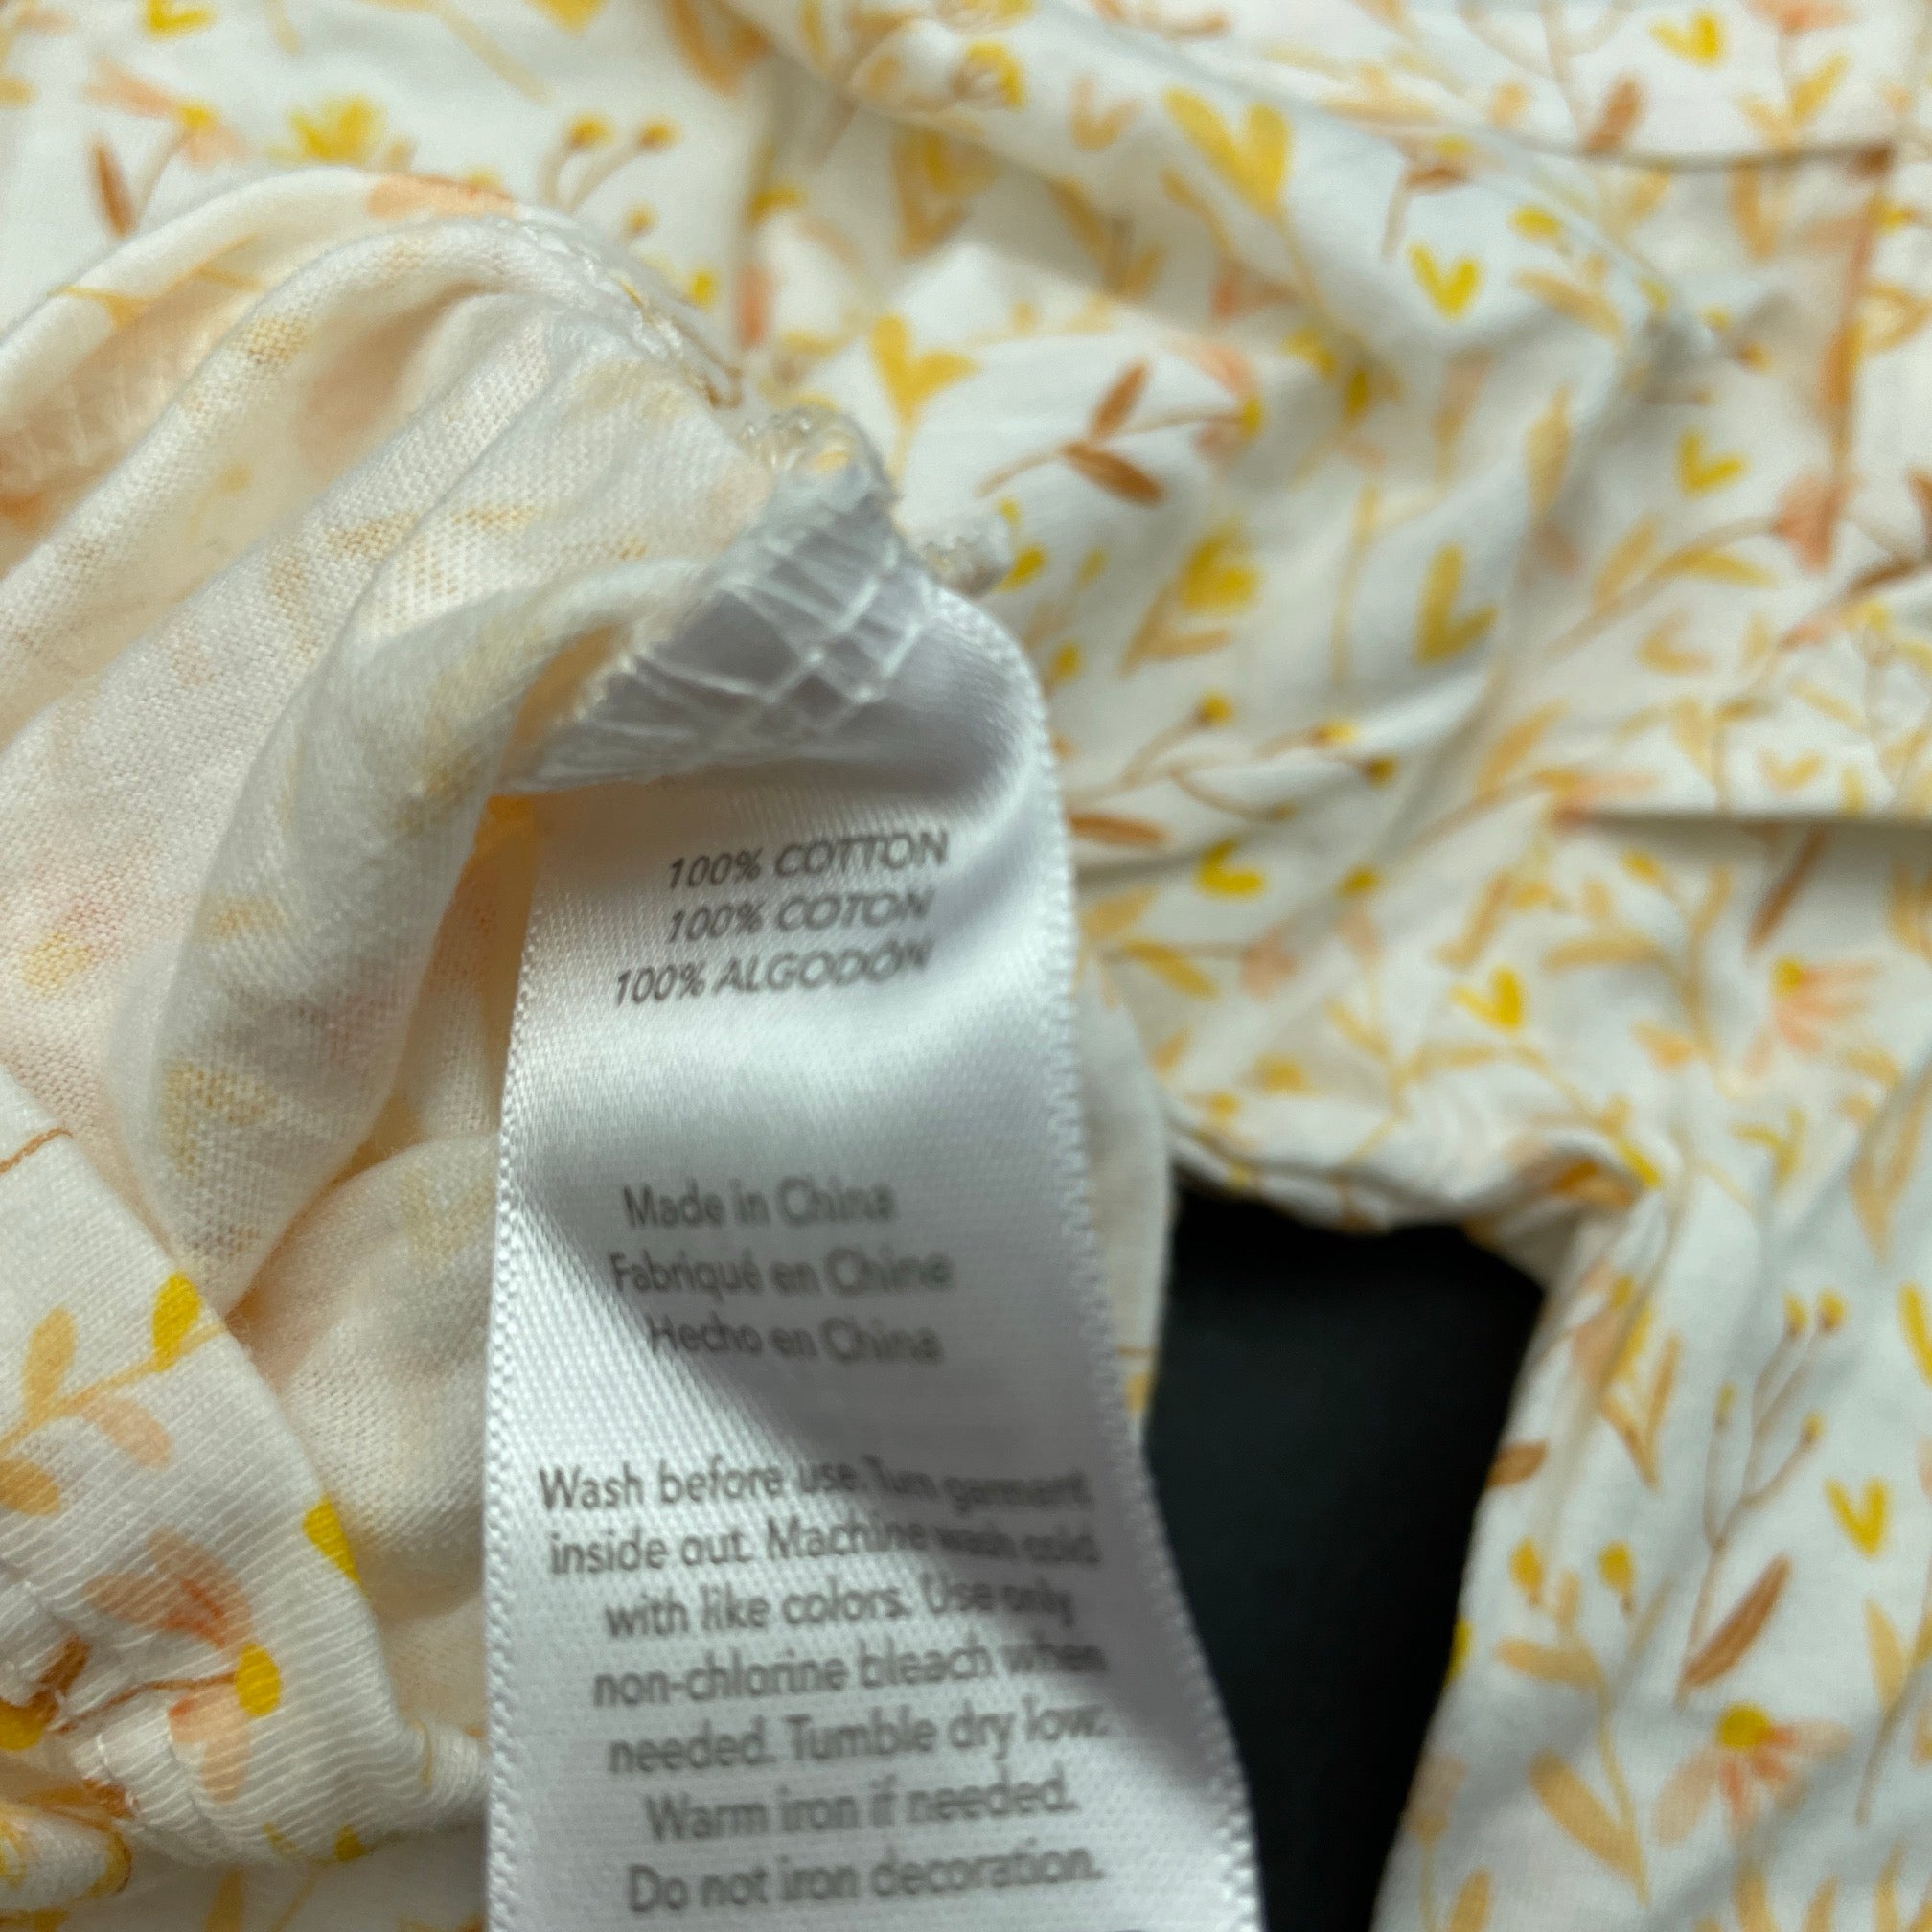 100% COTTON
100% COTON
100% ALGODÓN
Made in China
Fabriqué en Chine
Hecho en China
Wash before use. Turn garment
inside out. Machine wash cold
with like colors. Use only
non-chlorine bleach when
needed. Tumble dry low.
Warm iron if needed.
Do not iron decoration.